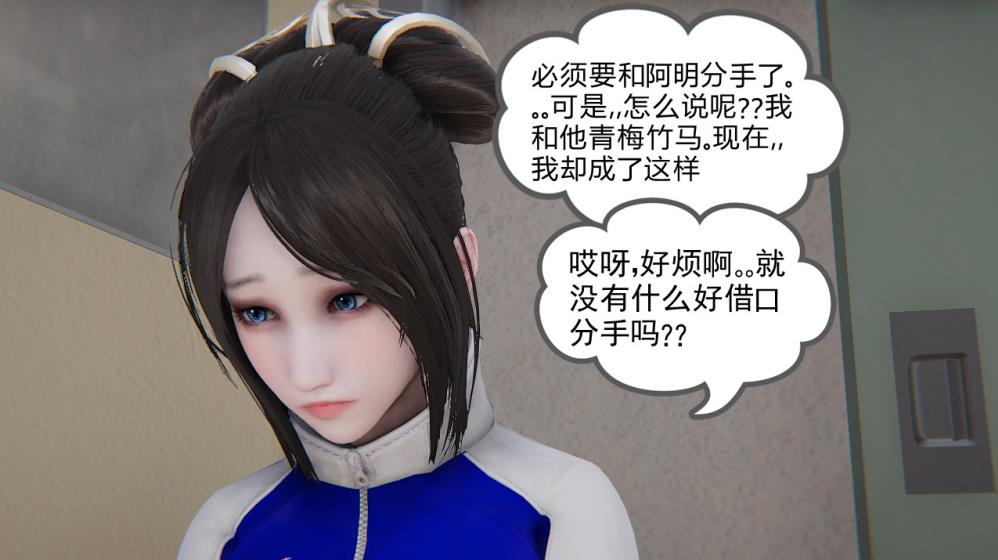 必须要和阿明分手了。
。。可是,,怎么说呢??我
和他青梅竹马。现在,,
我却成了这样
哎呀,好烦啊。。就
没有什么好借口
分手吗??